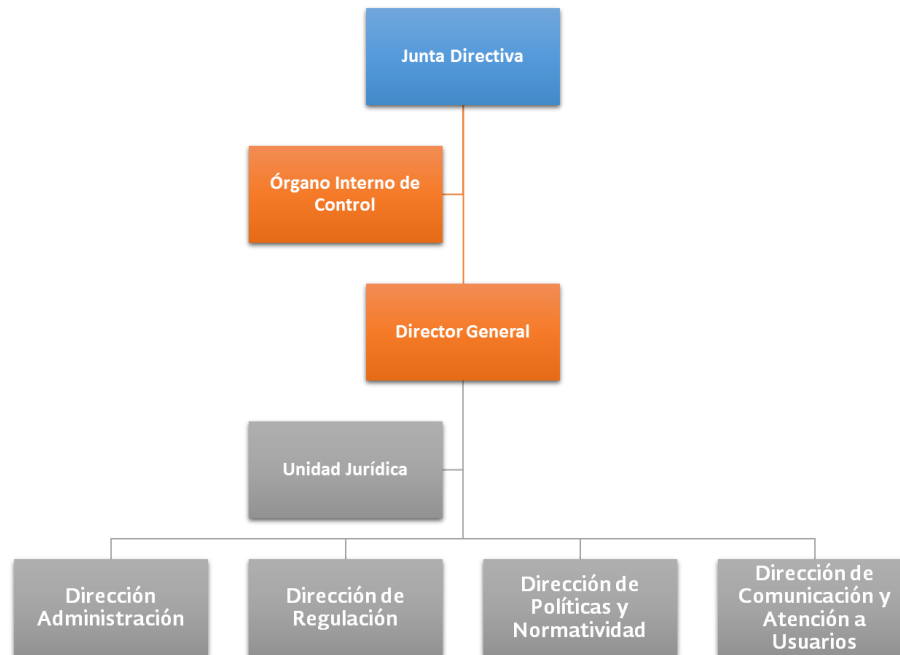 Junta Directiva
Órgano Interno de
Control
Director General
Unidad Jurídica
Dirección
Administración
Dirección de
Regulación
Dirección de
Políticas y
Normatividad
Dirección de
Comunicación y
Atención a
Usuarios